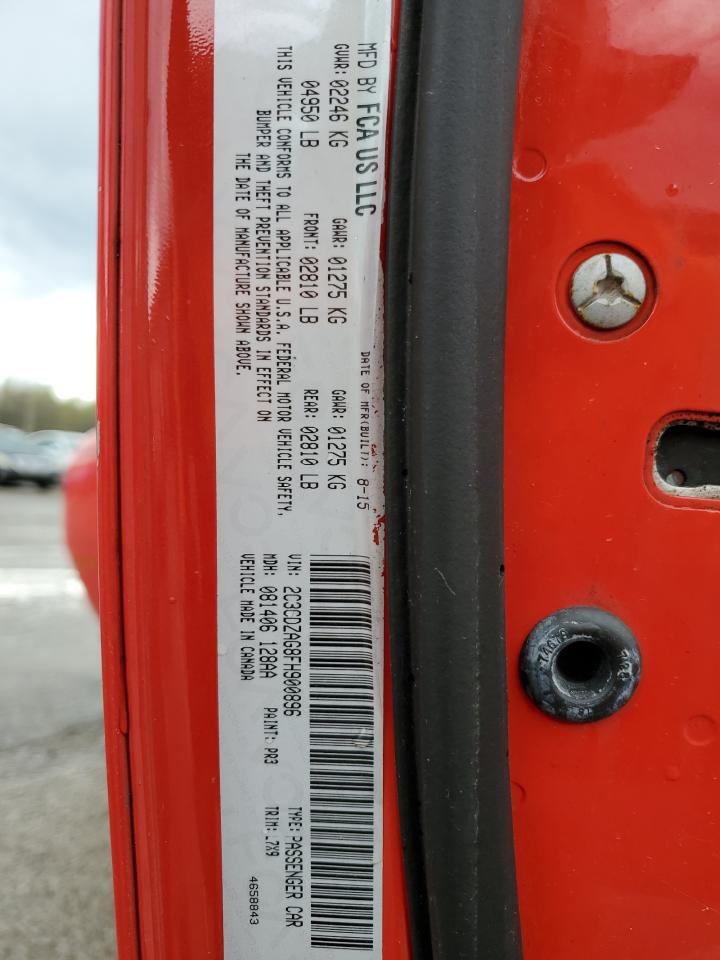 MFD BY FCA US LLC
DATE OF MFR(BUILT): 8-15
GVWR: 02246 KG GAWR: 01275 KG GAWR: 01275 KG
04950 LB FRONT: 02810 LB REAR: 02810 LB
THIS VEHICLE CONFORMS TO ALL APPLICABLE U.S.A. FEDERAL MOTOR VEHICLE SAFETY,
BUMPER AND THEFT PREVENTION STANDARDS IN EFFECT ON
THE DATE OF MANUFACTURE SHOWN ABOVE.
VIN: 2C3CDZAG8FH900896 TYPE: PASSENGER CAR
MDH: 081406 128AA PAINT: PR3 TRIM: L7X9
VEHICLE MADE IN CANADA
4658843